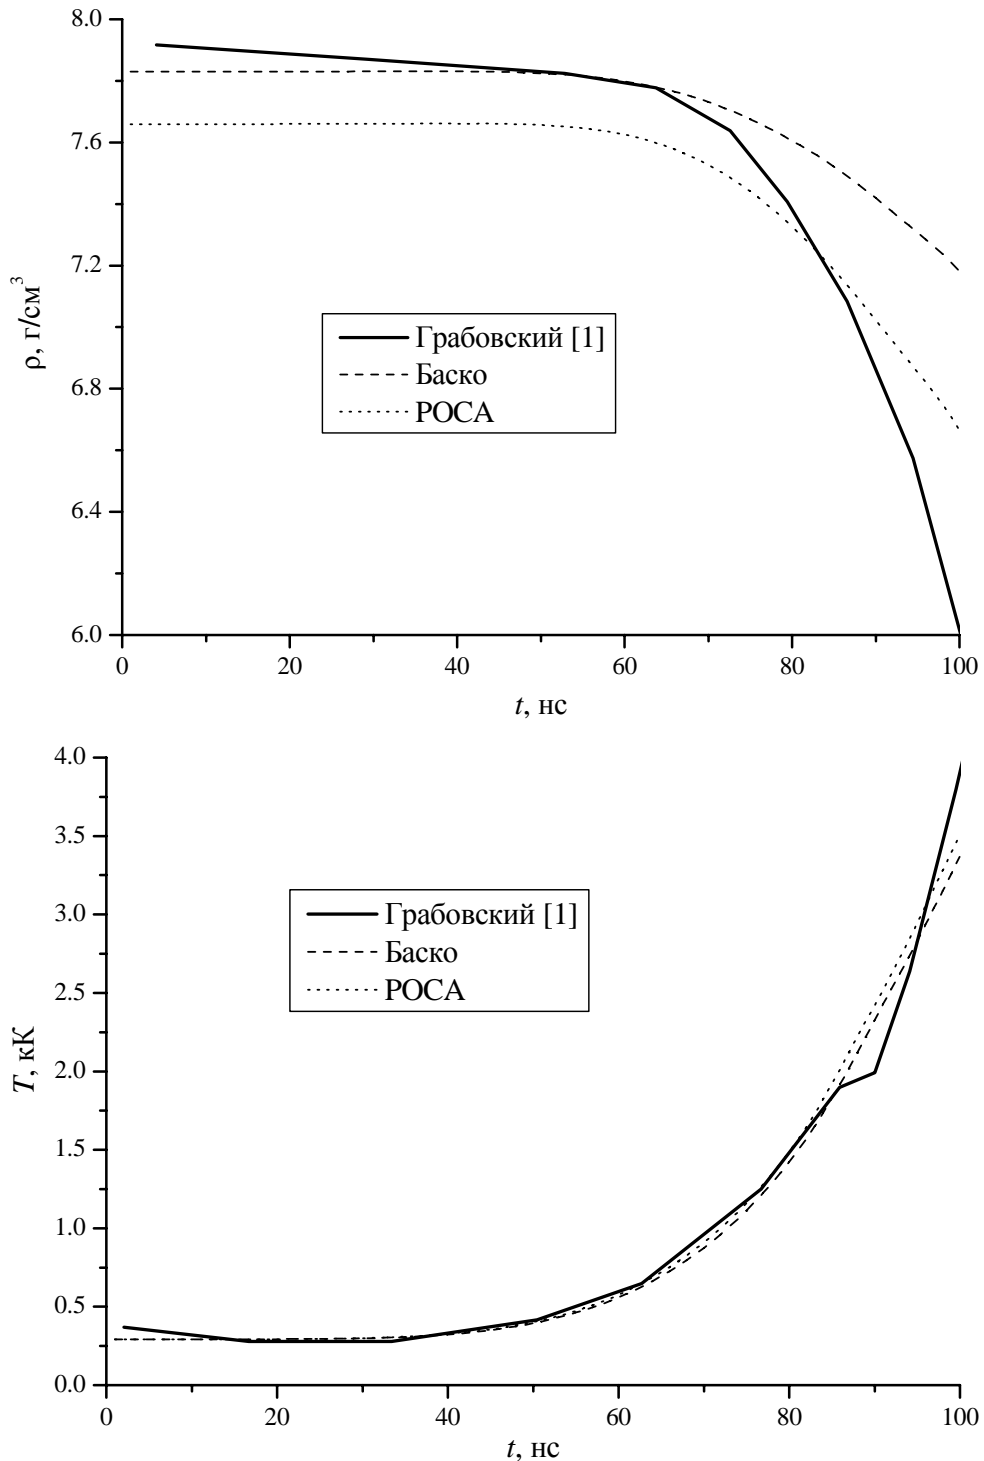 8.0
7.6
7.2
6.8
6.4
6.0
ρ, г/см³
Грабовский [1]
Баско
РОСА
0 20 40 60 80 100
t, нс
4.0
3.5
3.0
2.5
2.0
1.5
1.0
0.5
0.0
T, кК
Грабовский [1]
Баско
РОСА
0 20 40 60 80 100
t, нс